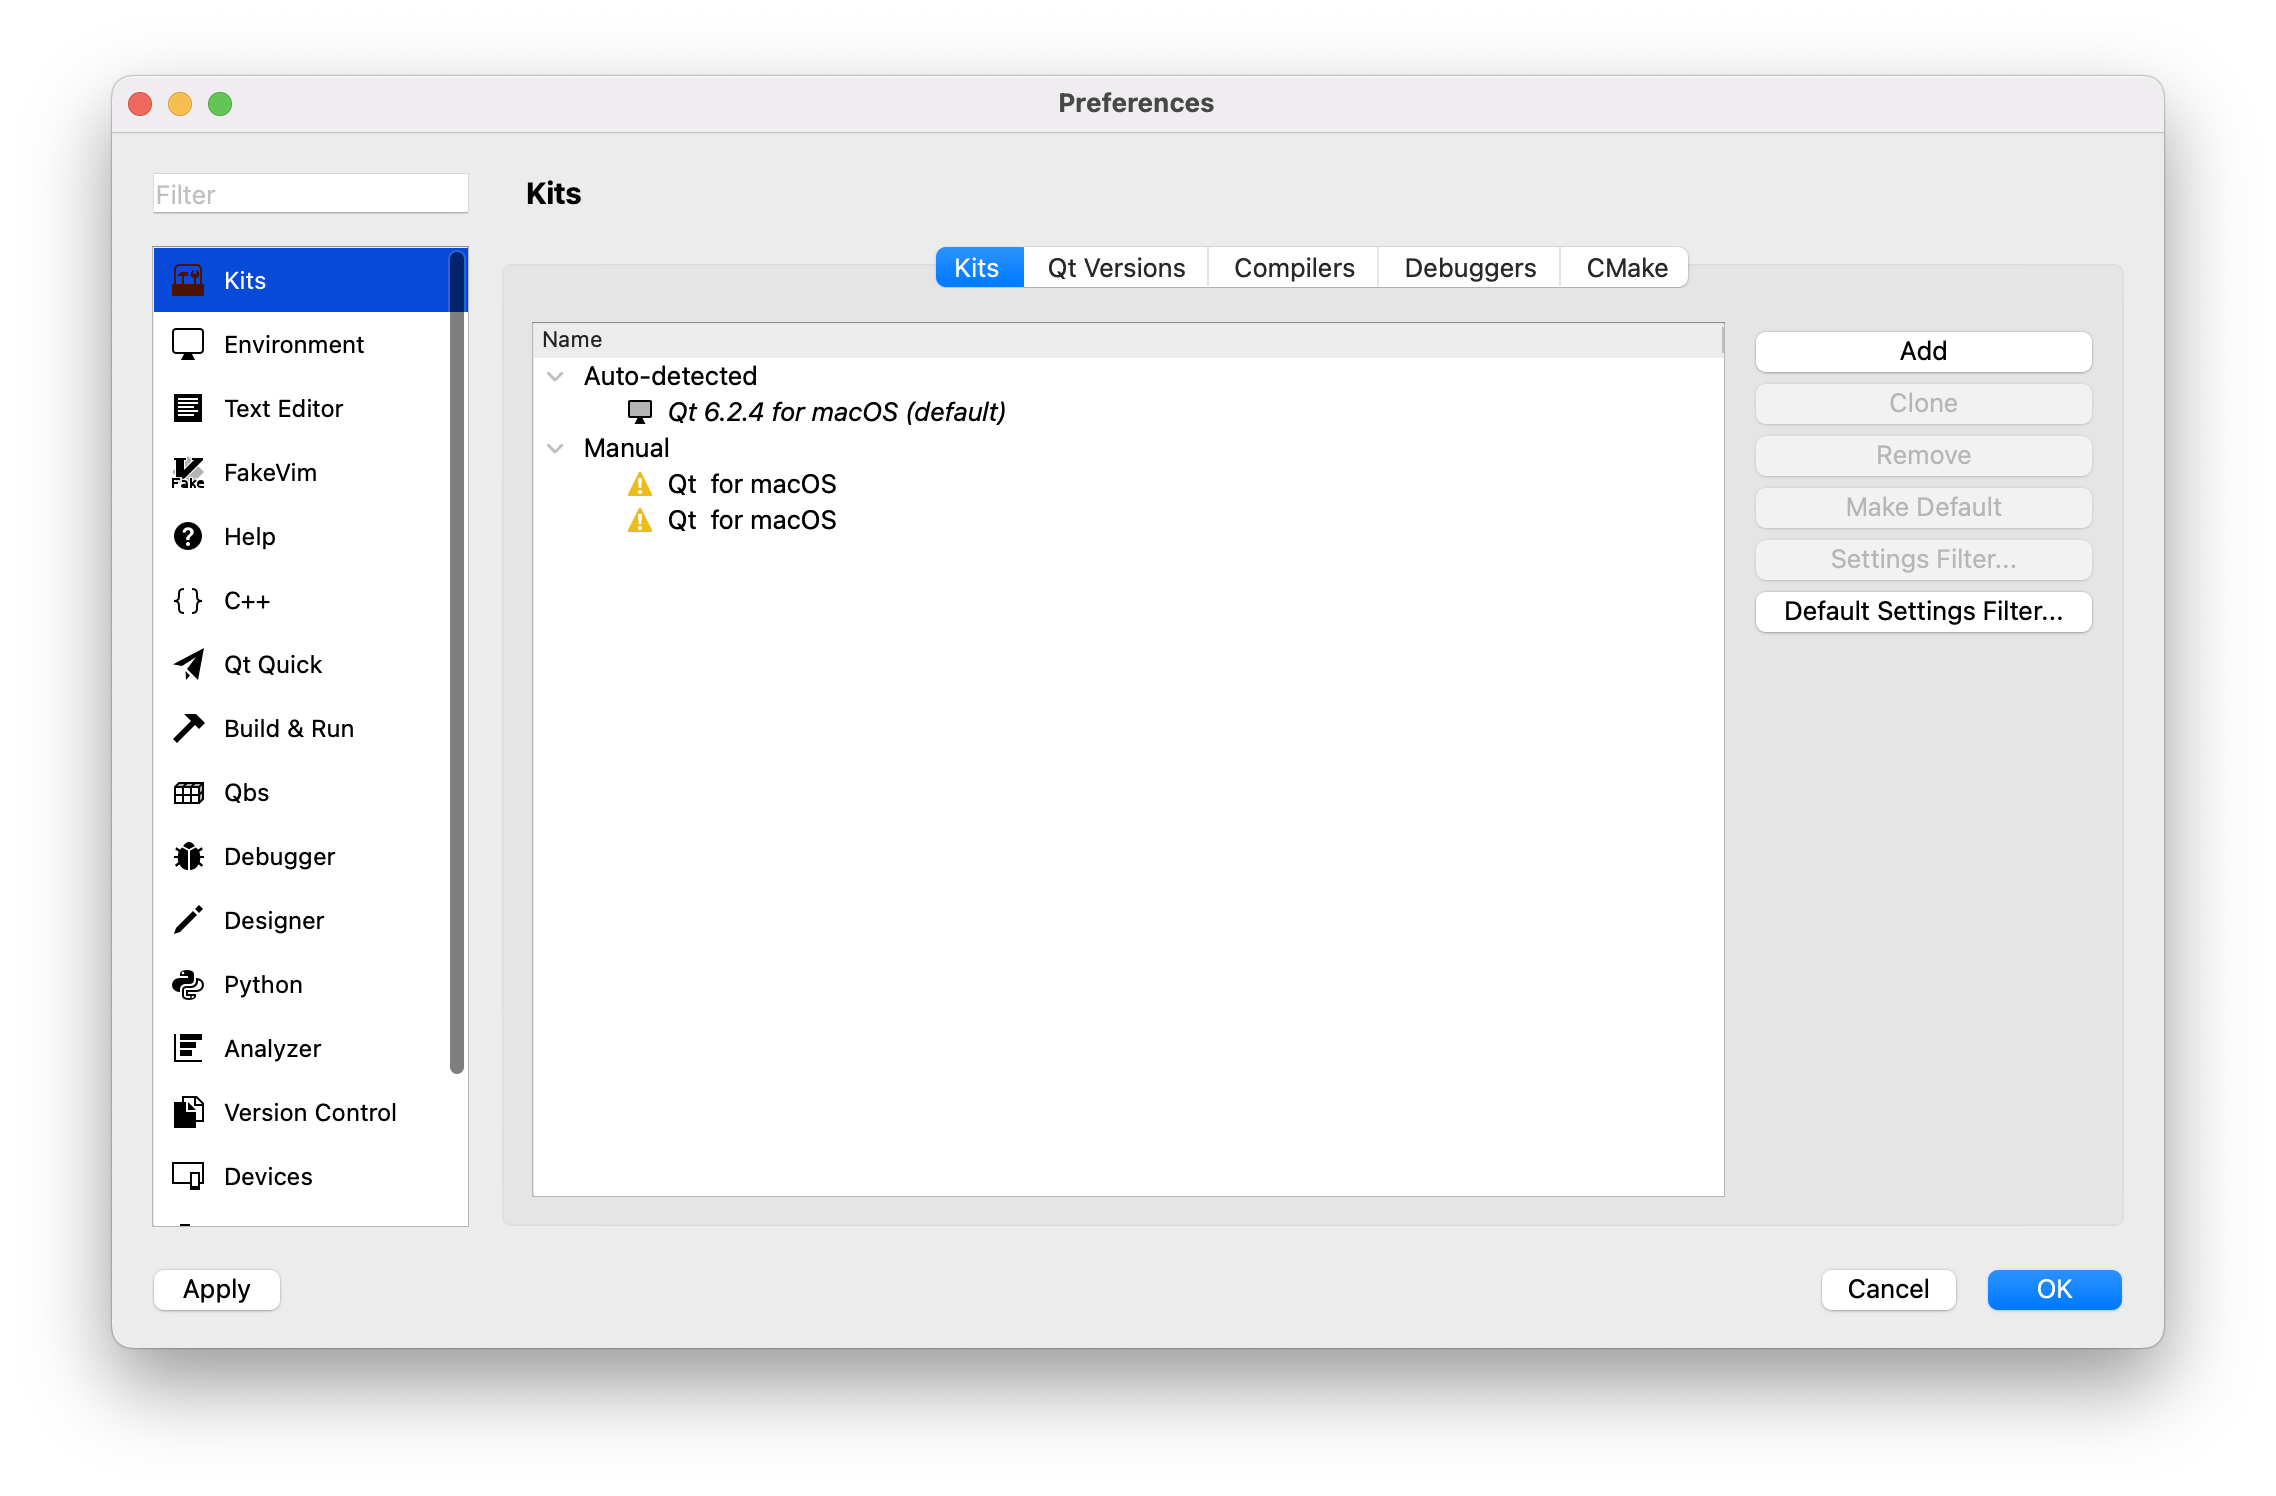 Preferences
Filter
Kits
Kits
Environment
Text Editor
Fake
FakeVim
Help
C++
Qt Quick
Build & Run
Qbs
Debugger
Designer
Python
Analyzer
Version Control
Devices
Kits
Qt Versions
Compilers
Debuggers
CMake
Name
Auto-detected
Qt 6.2.4 for macOS (default)
Manual
Qt  for macOS
Qt  for macOS
Add
Clone
Remove
Make Default
Settings Filter...
Default Settings Filter...
Apply
Cancel
OK